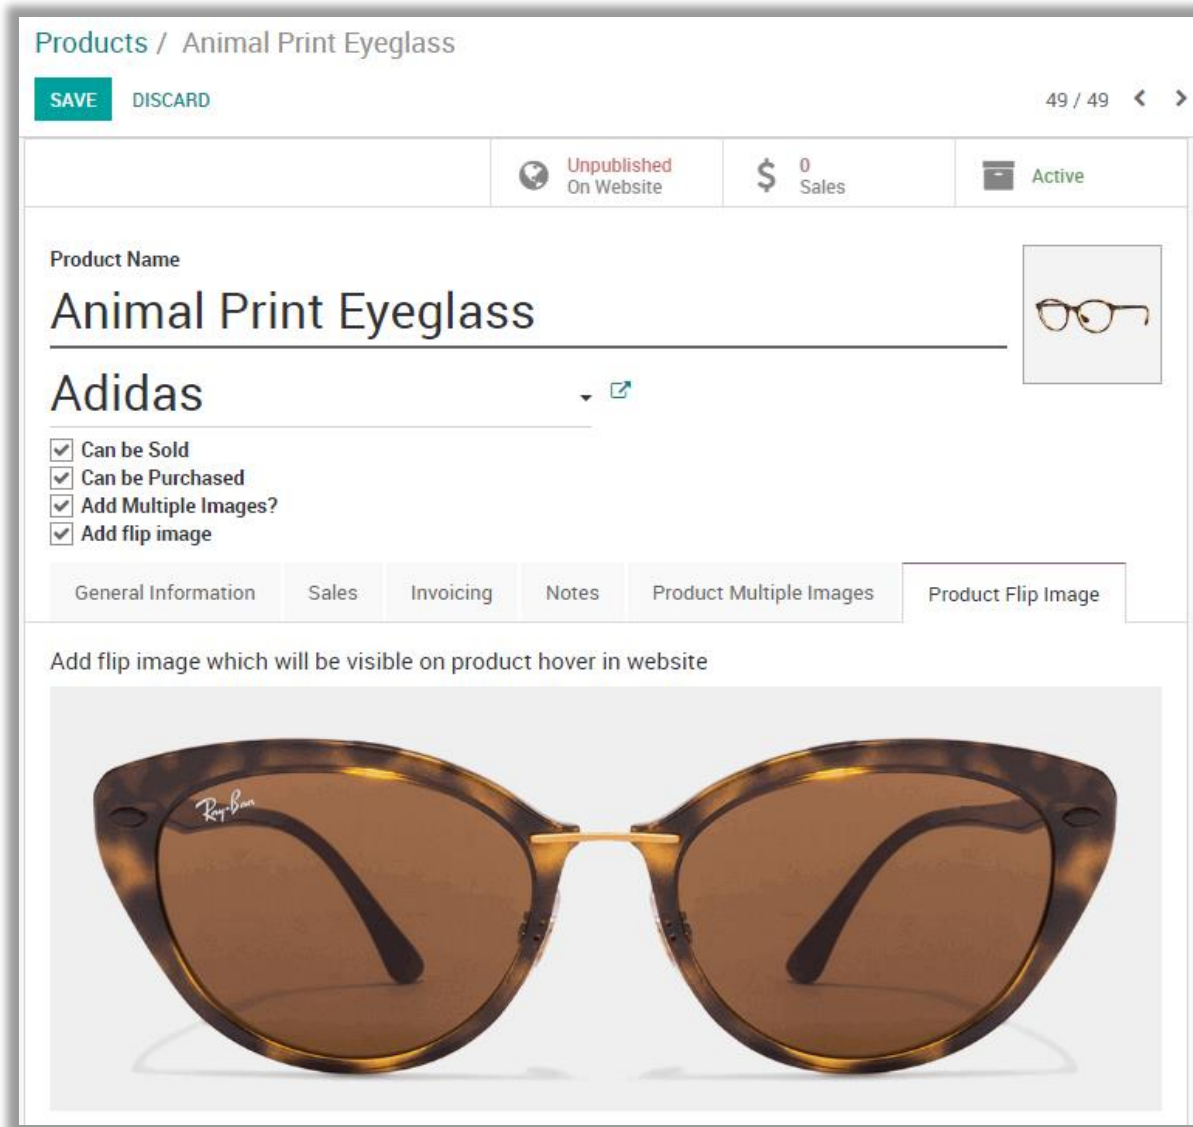 Products / Animal Print Eyeglass
SAVE DISCARD 49 / 49
Unpublished
On Website
0
Sales
Active
Product Name
Animal Print Eyeglass
Adidas
Can be Sold
Can be Purchased
Add Multiple Images?
Add flip image
General Information Sales Invoicing Notes Product Multiple Images Product Flip Image
Add flip image which will be visible on product hover in website
Ray-Ban